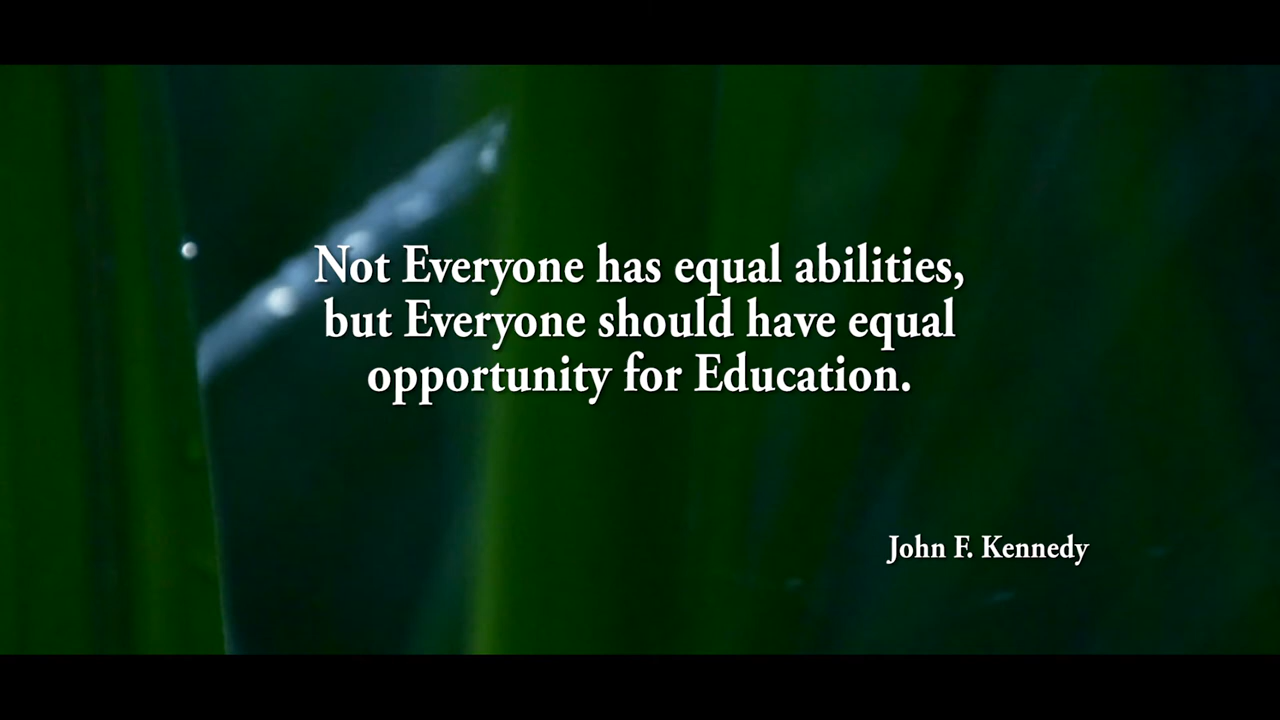 Not Everyone has equal abilities,
but Everyone should have equal
opportunity for Education.
John F. Kennedy